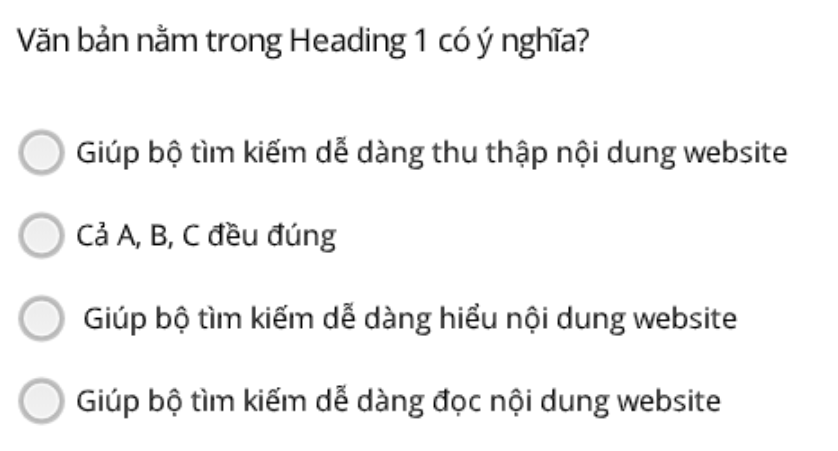 Văn bản nằm trong Heading 1 có ý nghĩa?
Giúp bộ tìm kiếm dễ dàng thu thập nội dung website
Cả A, B, C đều đúng
Giúp bộ tìm kiếm dễ dàng hiểu nội dung website
Giúp bộ tìm kiếm dễ dàng đọc nội dung website